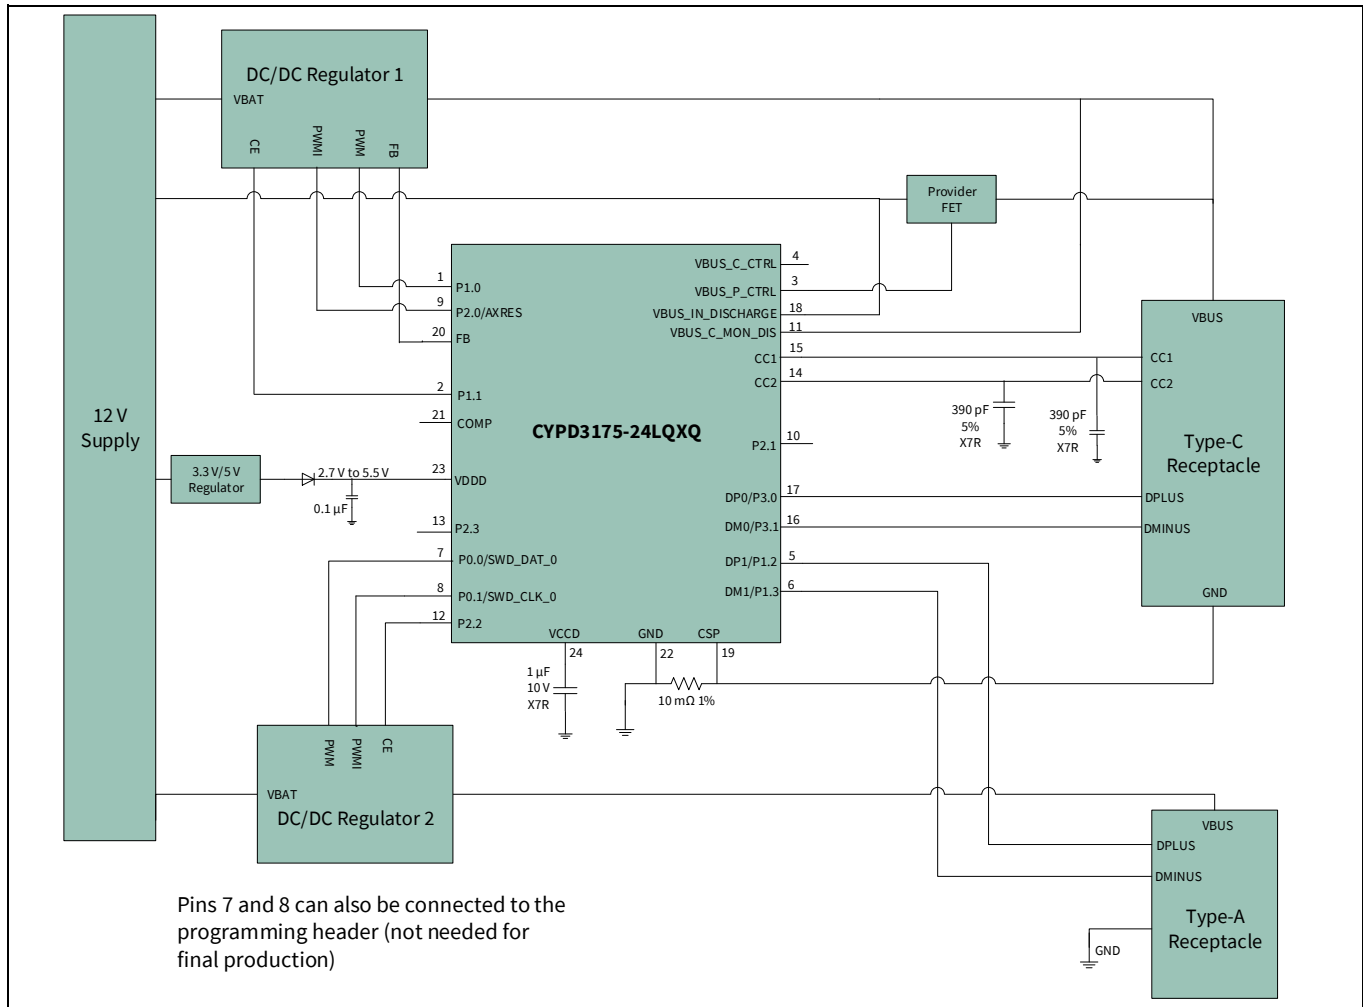 DC/DC Regulator 1
VBAT
CE
PWMI
PWM
FB
Provider
FET
12 V
Supply
3.3 V/5 V
Regulator
2.7 V to 5.5 V
0.1 µF
CYPD3175-24LQXQ
1
P1.0
9
P2.0/AXRES
20
FB
2
P1.1
21
COMP
23
VDDD
13
P2.3
7
P0.0/SWD_DAT_0
8
P0.1/SWD_CLK_0
12
P2.2
VBUS_C_CTRL
4
VBUS_P_CTRL
3
VBUS_IN_DISCHARGE
18
VBUS_C_MON_DIS
11
CC1
15
CC2
14
P2.1
10
DP0/P3.0
17
DM0/P3.1
16
DP1/P1.2
5
DM1/P1.3
6
VCCD
24
GND
22
CSP
19
1 µF
10 V
X7R
10 mΩ 1%
390 pF
5%
X7R
390 pF
5%
X7R
VBUS
CC1
CC2
Type-C
Receptacle
DPLUS
DMINUS
GND
PWM
PWMI
CE
VBAT
DC/DC Regulator 2
VBUS
DPLUS
DMINUS
Type-A
Receptacle
GND
Pins 7 and 8 can also be connected to the
programming header (not needed for
final production)